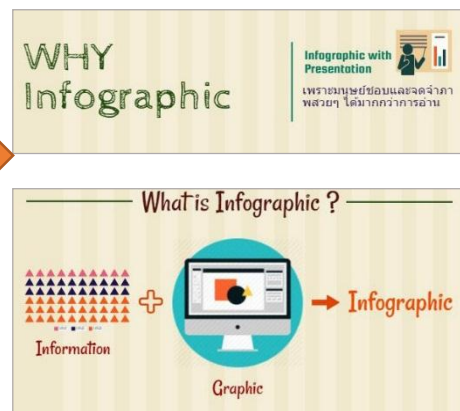 WHY
Infographic
Infographic with
Presentation
เพราะมนุษย์ชอบและจดจำภา
พสวยๆ ได้มากกว่าการอ่าน
What is Infographic ?
Infographic
Information
Graphic